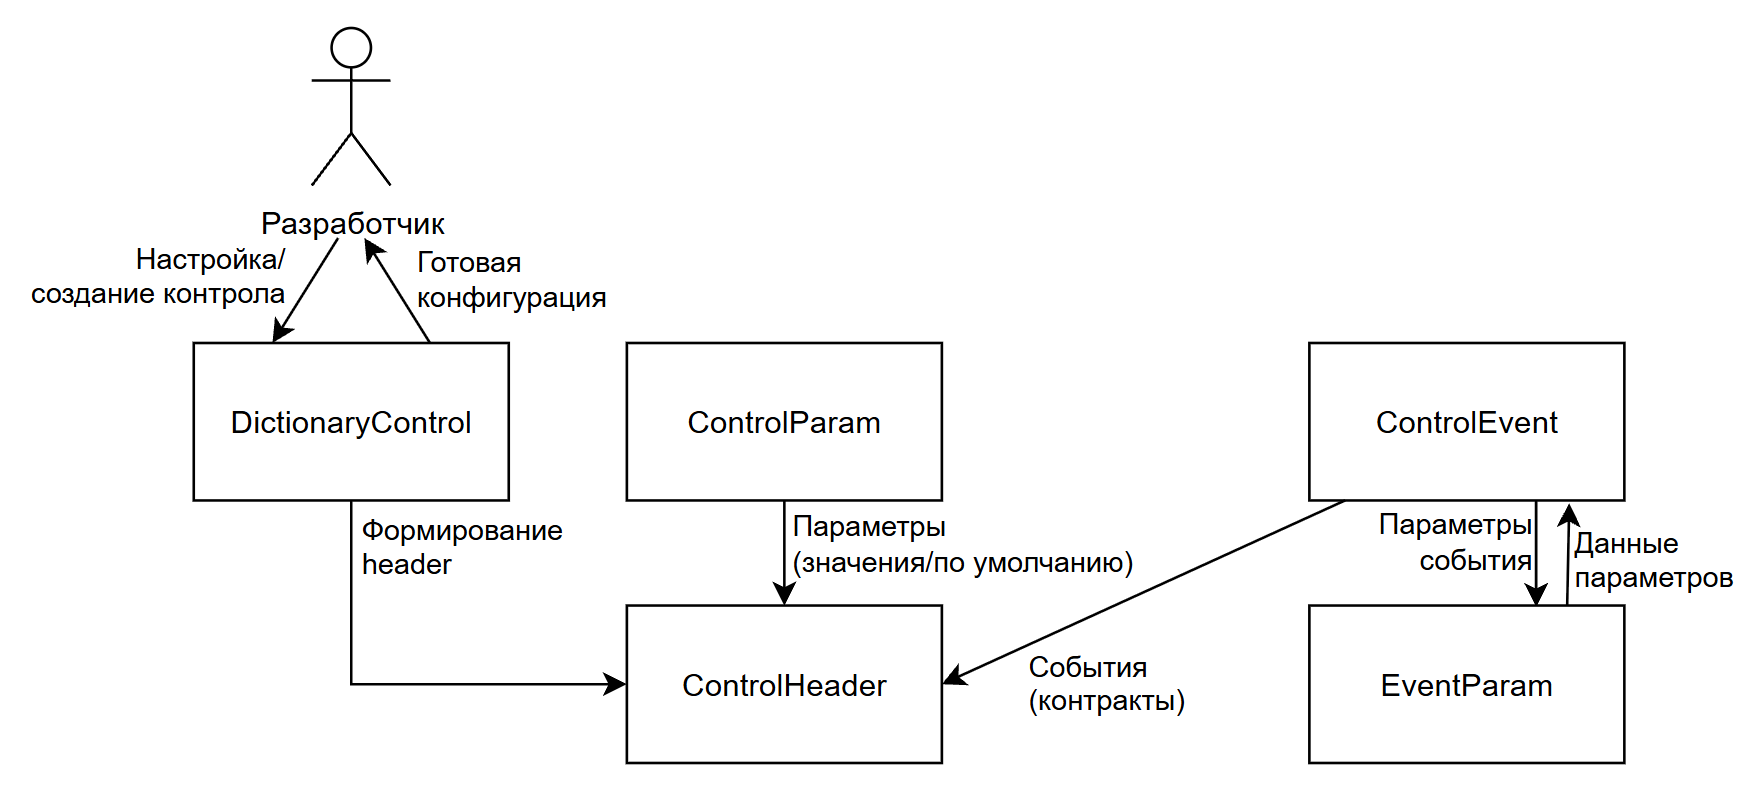 Разработчик
Настройка/
создание контрола
Готовая
конфигурация
DictionaryControl
ControlParam
ControlEvent
Формирование
header
Параметры
(значения/по умолчанию)
Параметры
события
Данные
параметров
События
(контракты)
ControlHeader
EventParam